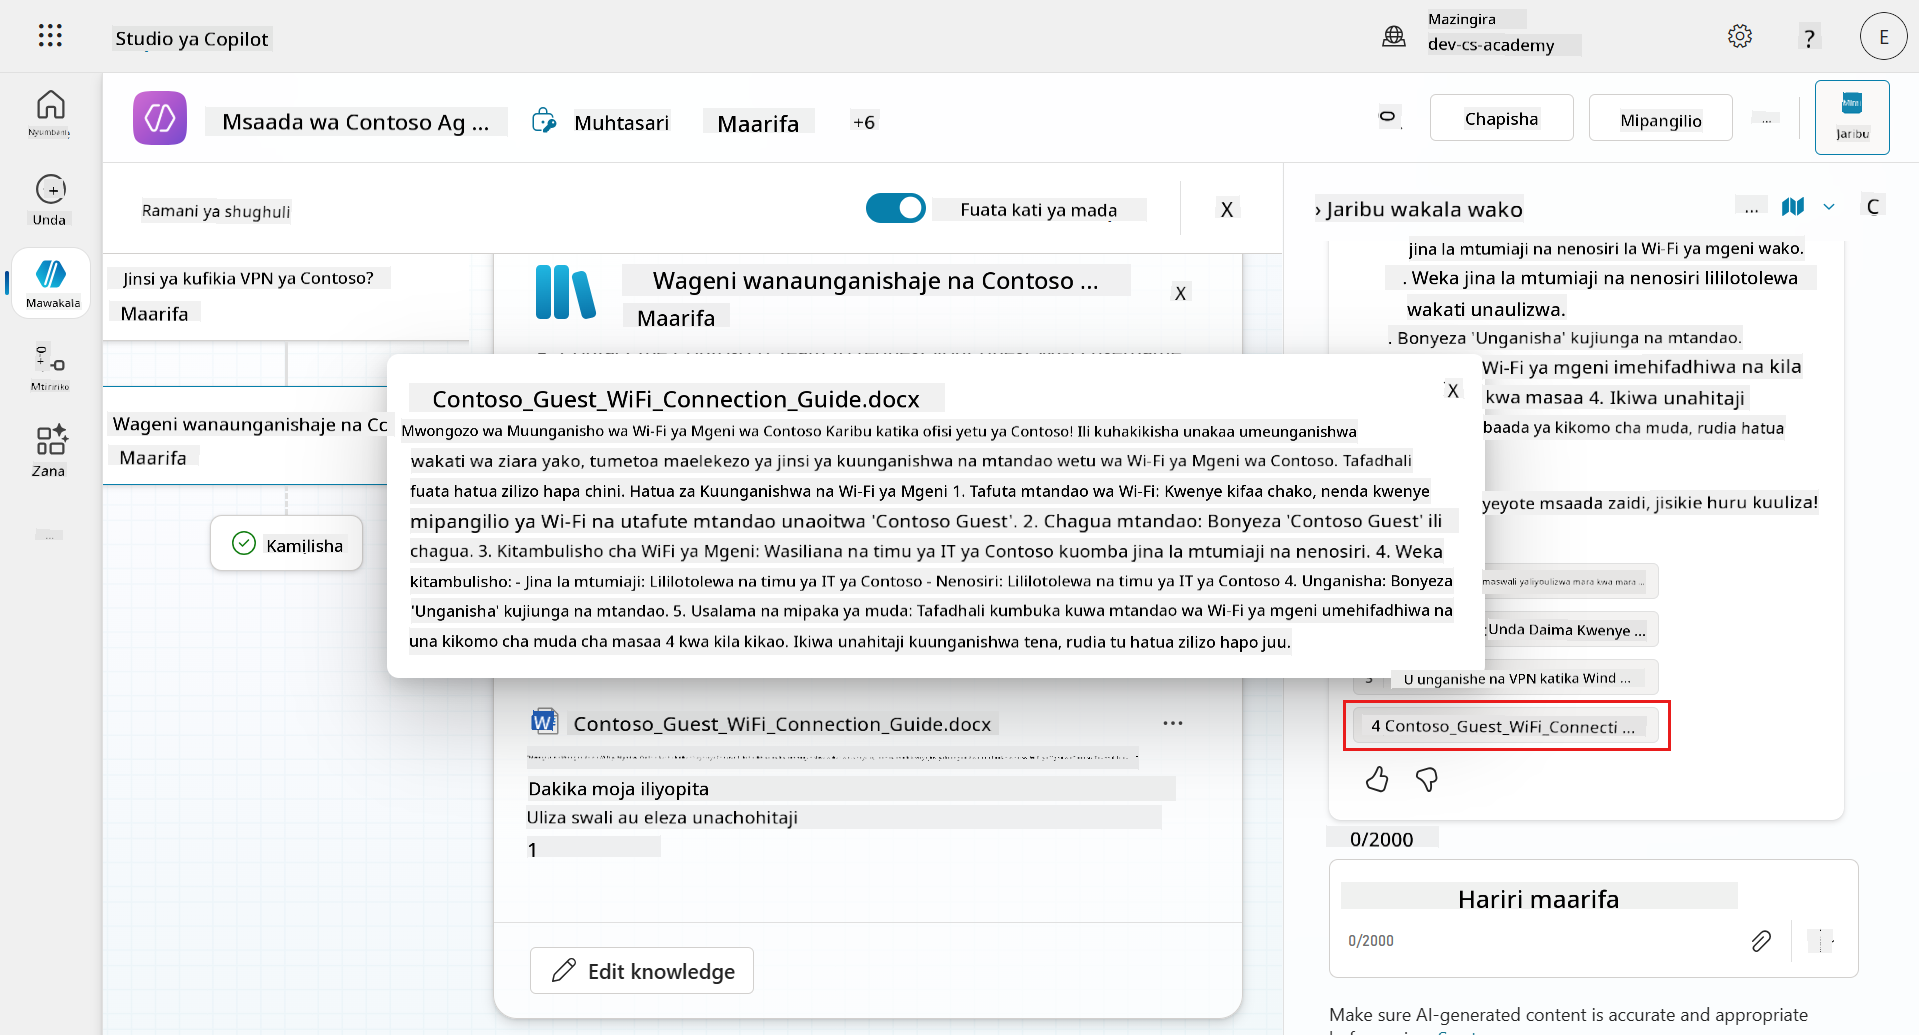 Studio ya Copilot
Mazingira
dev-cs-academy
?
E
Nyumbani
Unda
Mawakala
Mtiririko
Zana
...
Msaada wa Contoso Ag ...
Muhtasari
Maarifa
+6
Chapisha
Mipangilio
...
Jaribu
Ramani ya shughuli
Fuata kati ya mada
X
Jinsi ya kufikia VPN ya Contoso?
Maarifa
Wageni wanaunganishaje na Cc
Maarifa
Kamilisha
Wageni wanaunganishaje na Contoso ...
Maarifa
X
Contoso_Guest_WiFi_Connection_Guide.docx
X
Mwongozo wa Muunganisho wa Wi-Fi ya Mgeni wa Contoso Karibu katika ofisi yetu ya Contoso! Ili kuhakikisha unakaa umeunganishwa
wakati wa ziara yako, tumetoa maelekezo ya jinsi ya kuunganishwa na mtandao wetu wa Wi-Fi ya Mgeni wa Contoso. Tafadhali
fuata hatua zilizo hapa chini. Hatua za Kuunganishwa na Wi-Fi ya Mgeni 1. Tafuta mtandao wa Wi-Fi: Kwenye kifaa chako, nenda kwenye
mipangilio ya Wi-Fi na utafute mtandao unaoitwa 'Contoso Guest'. 2. Chagua mtandao: Bonyeza 'Contoso Guest' ili
chagua. 3. Kitambulisho cha WiFi ya Mgeni: Wasiliana na timu ya IT ya Contoso kuomba jina la mtumiaji na nenosiri. 4. Weka
kitambulisho: - Jina la mtumiaji: Lililotolewa na timu ya IT ya Contoso - Nenosiri: Lililotolewa na timu ya IT ya Contoso 4. Unganisha: Bonyeza
'Unganisha' kujiunga na mtandao. 5. Usalama na mipaka ya muda: Tafadhali kumbuka kuwa mtandao wa Wi-Fi ya mgeni umehifadhiwa na
una kikomo cha muda cha masaa 4 kwa kila kikao. Ikiwa unahitaji kuunganishwa tena, rudia tu hatua zilizo hapo juu.
Contoso_Guest_WiFi_Connection_Guide.docx
...
Dakika moja iliyopita
Uliza swali au eleza unachohitaji
1
Edit knowledge
› Jaribu wakala wako
...
C
jina la mtumiaji na nenosiri la Wi-Fi ya mgeni wako.
. Weka jina la mtumiaji na nenosiri lililotolewa
wakati unaulizwa.
. Bonyeza 'Unganisha' kujiunga na mtandao.
Wi-Fi ya mgeni imehifadhiwa na kila
kwa masaa 4. Ikiwa unahitaji
baada ya kikomo cha muda, rudia hatua
yeyote msaada zaidi, jisikie huru kuuliza!
maswali yaliyoulizwa mara kwa mara ...
Unda Daima Kwenye ...
3 U unganishe na VPN katika Wind ...
4 Contoso_Guest_WiFi_Connecti ...
0/2000
Hariri maarifa
0/2000
Make sure AI-generated content is accurate and appropriate